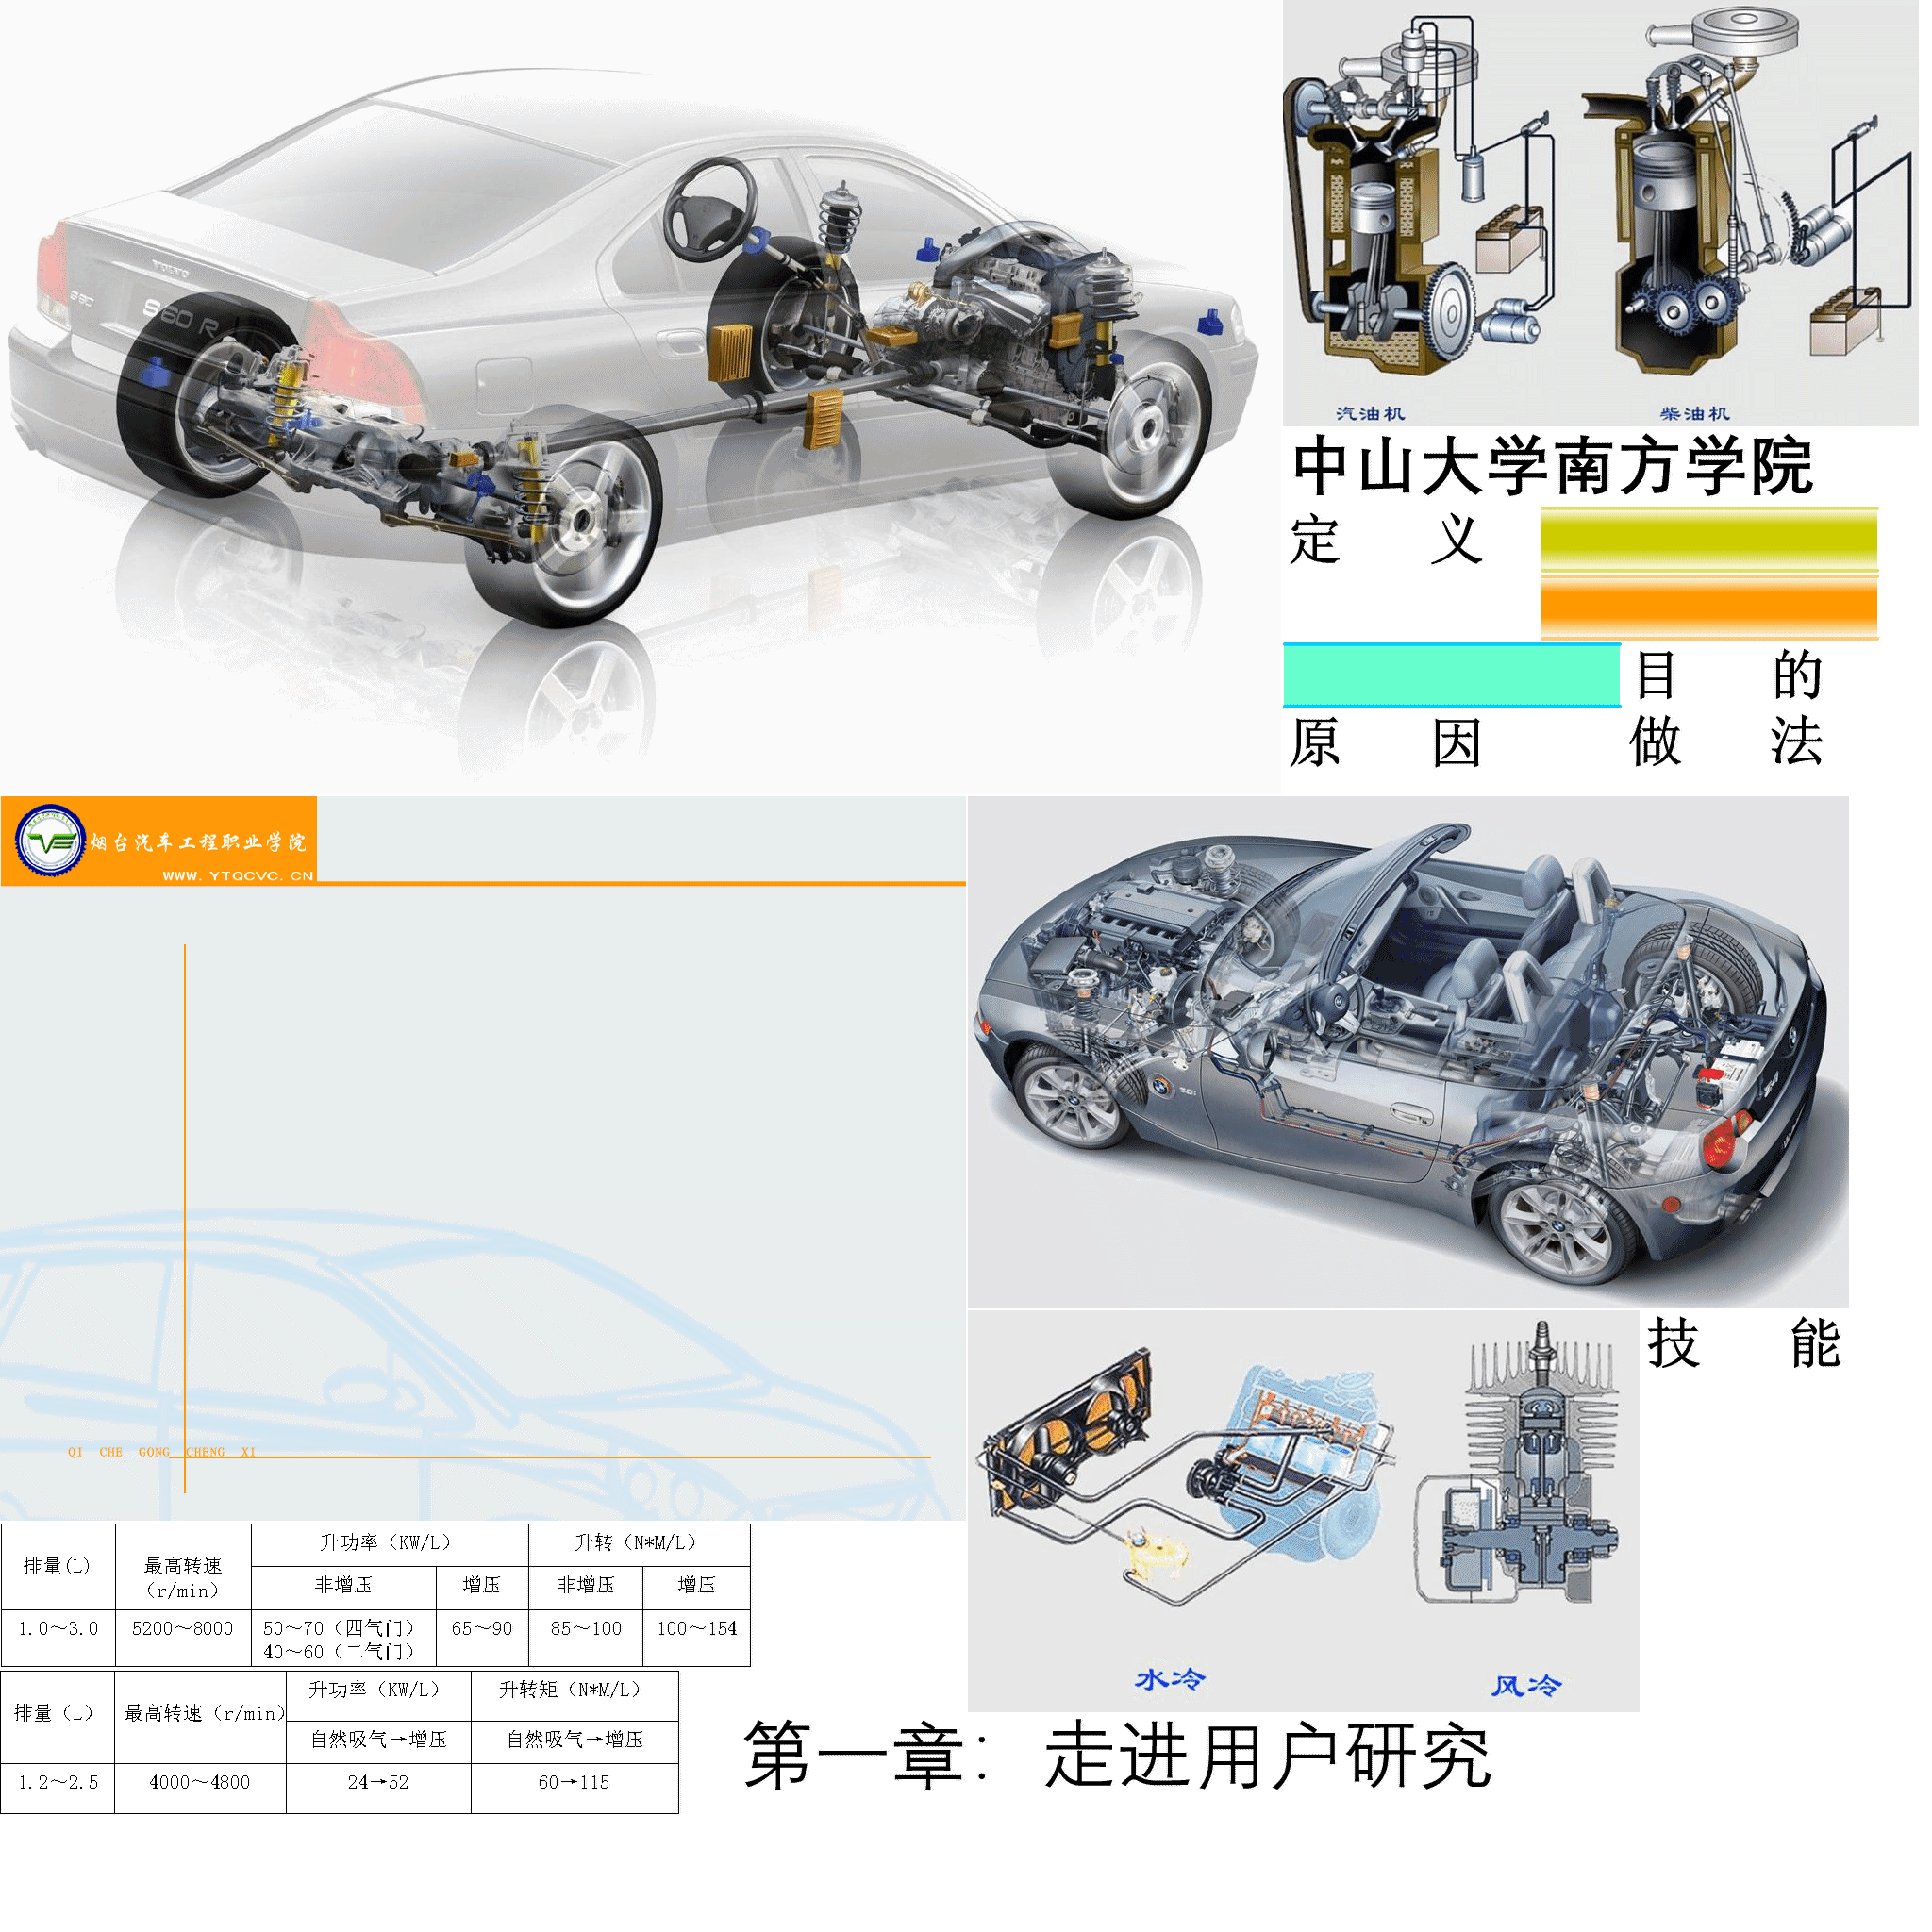 VOLVO
S60
S60 R
汽油机
柴油机
中山大学南方学院
定 义
目 的
原 因
做 法
烟台汽车工程职业学院
WWW.YTQCVC.CN
QI CHE GONG CHENG XI
技 能
水冷
风冷
排量(L)
最高转速
（r/min）
升功率（KW/L）
升转（N*M/L）
非增压
增压
非增压
增压
1.0～3.0
5200～8000
50～70（四气门）
40～60（二气门）
65～90
85～100
100～154
排量（L）
最高转速（r/min）
升功率（KW/L）
升转矩（N*M/L）
自然吸气→增压
自然吸气→增压
1.2～2.5
4000～4800
24→52
60→115
第一章：走进用户研究